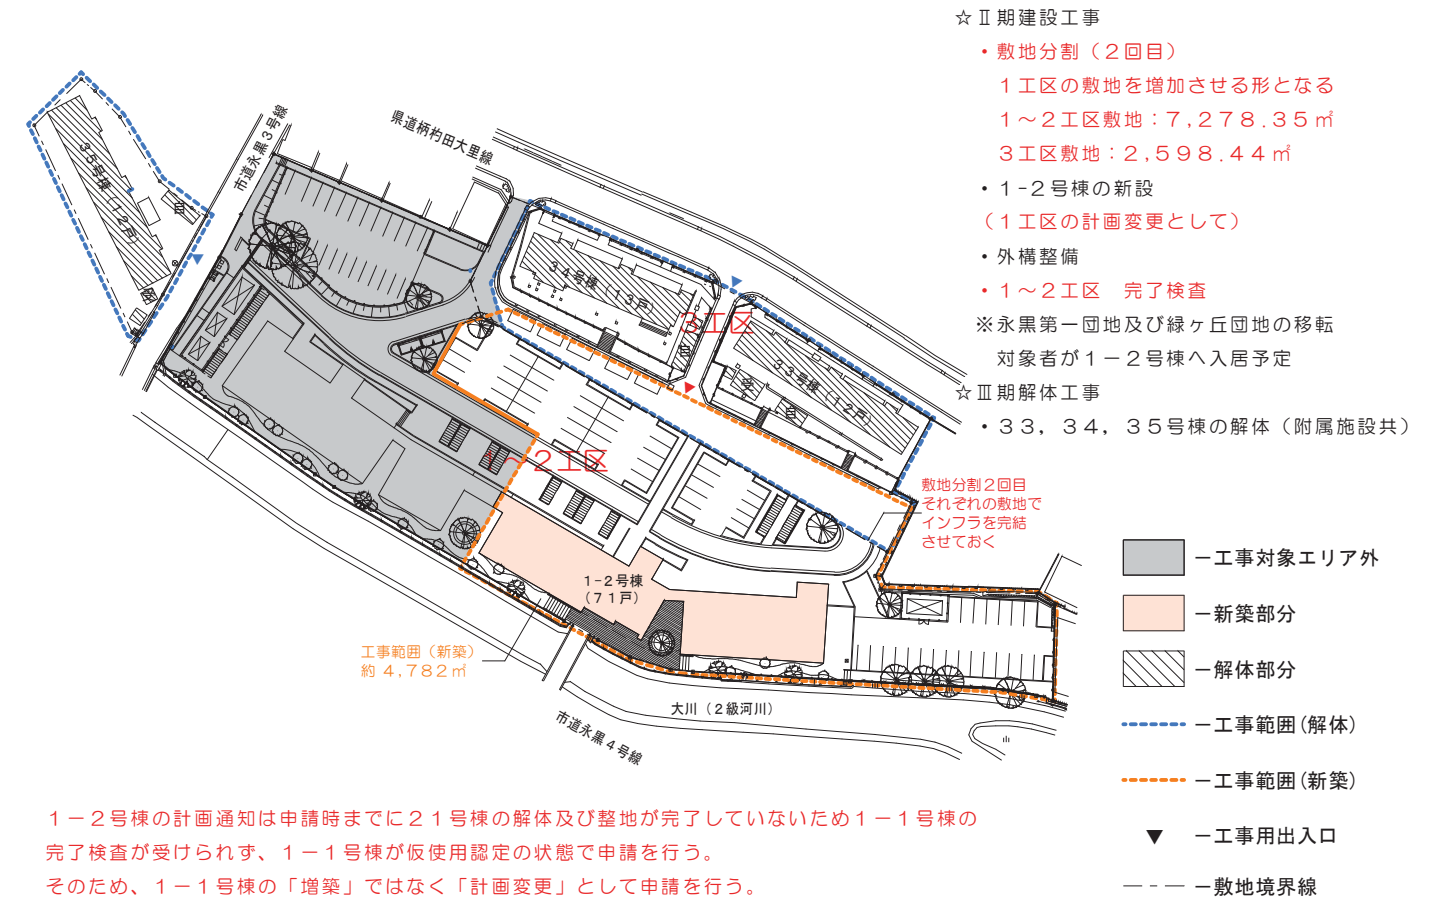 ☆Ⅱ期建設工事
・敷地分割（２回目）
１工区の敷地を増加させる形となる
１～２工区敷地：７,２７８.３５㎡
３工区敷地：２,５９８.４４㎡
・１-２号棟の新設
（１工区の計画変更として）
・外構整備
・１～２工区　完了検査
※永黒第一団地及び緑ヶ丘団地の移転
対象者が１－２号棟へ入居予定
☆Ⅲ期解体工事
・３３，３４，３５号棟の解体（附属施設共）
市道永黒３号線
県道柄杓田大里線
３５号棟（１２戸）
３４号棟（１３戸）
３工区
３３号棟（１２戸）
１～２工区
敷地分割２回目
それぞれの敷地で
インフラを完結
させておく
１-２号棟
（７１戸）
工事範囲（新築）
約 ４,７８２㎡
大川（２級河川）
市道永黒４号線
－工事対象エリア外
－新築部分
－解体部分
－工事範囲(解体)
－工事範囲(新築)
－工事用出入口
－敷地境界線
１－２号棟の計画通知は申請時までに２１号棟の解体及び整地が完了していないため１－１号棟の
完了検査が受けられず、１－１号棟が仮使用認定の状態で申請を行う。
そのため、１－１号棟の「増築」ではなく「計画変更」として申請を行う。